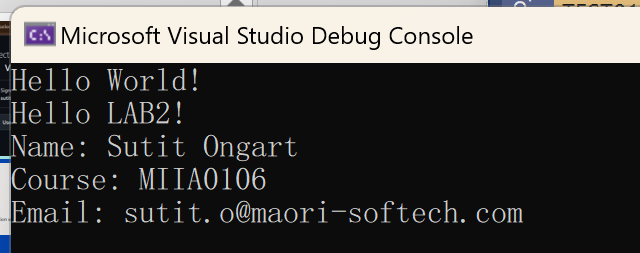 Microsoft Visual Studio Debug Console
Hello World!
Hello LAB2!
Name: Sutit Ongart
Course: MIIA0106
Email: sutit.o@maori-softech.com